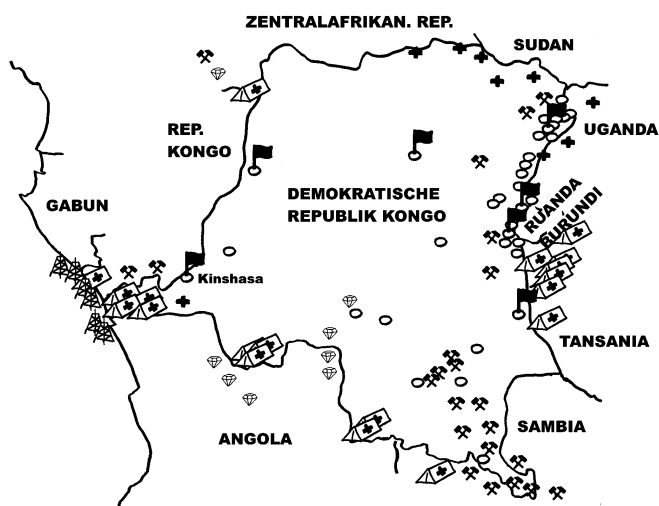 ZENTRALAFRIKAN. REP.
SUDAN
REP.
KONGO
UGANDA
DEMOKRATISCHE
REPUBLIK KONGO
RUANDA
BURUNDI
GABUN
Kinshasa
TANSANIA
ANGOLA
SAMBIA